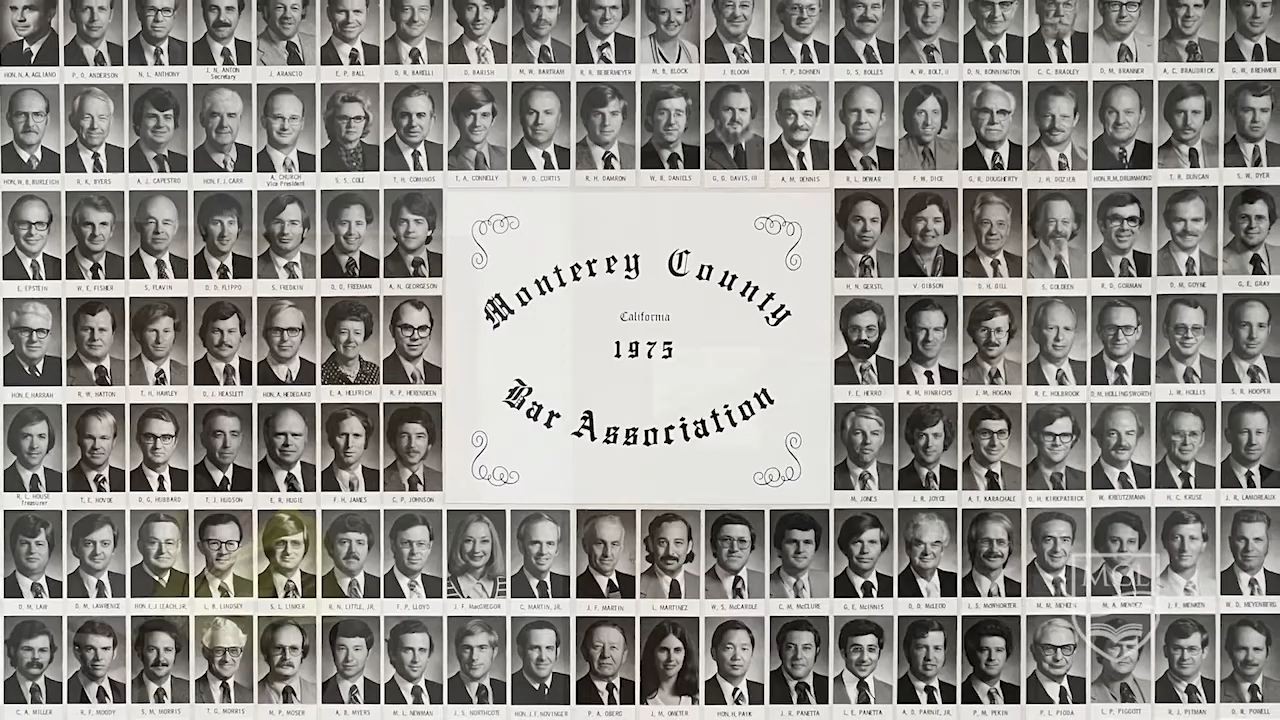 HON. N. A. AGLIANO P. D. ANDERSON N. L. ANTHONY J. N. ANTON J. ARANCIO E. P. BALL D. R. BARELLI D. BARISH M. W. BARTRAM R. R. BEBERMEYER M. B. BLOCK J. BLOOM T. P. BOHNEN D. S. BOLLES A. W. BOLT, II D. N. BONNINGTON C. C. BRADLEY D. M. BRANNER A. C. BRAUDRICK G. W. BREHMER
Secretary
HON. W. B. BURLEIGH R. K. BYERS A. J. CAPESTRO HON. F. J. CARR A. CHURCH S. S. COLE T. H. COMINOS T. A. CONNELLY W. D. CURTIS R. H. DAMRON W. B. DANIELS G. G. DAVIS, III A. M. DENNIS R. L. DEWAR F. W. DICE G. R. DOUGHERTY J. H. DOZIER HON. R. M. DRUMMOND T. R. DUNCAN S. W. DYER
Vice President
E. EPSTEIN W. E. FISHER S. FLAVIN D. D. FLIPPO S. FREDKIN D. O. FREEMAN A. N. GEORGESON H. N. GERSTL V. GIBSON D. H. GILL S. GOLDEEN R. D. GORMAN D. M. GOYNE G. E. GRAY
Monterey County
California
1975
Bar Association
HON. E. HARRAH R. W. HATTON T. H. HAWLEY D. J. HEASLETT HON. A. HEDEGARD E. A. HELFRICH R. P. HERENDEEN F. E. HERRO R. M. HINRICHS J. M. HOGAN R. E. HOLBROOK D. M. HOLLINGSWORTH J. W. HOLLIS S. R. HOOPER
R. L. HOUSE T. E. HOVDE D. G. HUBBARD T. J. HUDSON E. R. HUGIE F. H. JAMES C. P. JOHNSON M. JONES J. R. JOYCE A. T. KARACHALE D. H. KIRKPATRICK W. KREUTZMANN H. C. KRUSE J. R. LAMOREAUX
Treasurer
D. M. LAW D. M. LAWRENCE HON. E. J. LEACH, JR. L. B. LINDSEY S. L. LINKER R. N. LITTLE, JR. F. P. LLOYD J. F. MacGREGOR C. MARTIN, JR J. F. MARTIN L. MARTINEZ W. S. McCARDLE C. M. McCLURE G. E. McINNIS D. D. McLEOD J. S. McWHORTER M. A. MENDEZ J. F. MENKEN W. D. MEYENBERG
MCL
C. A. MILLER R. F. MOODY S. M. MORRIS T. G. MORRIS M. P. MOSER A. B. MYERS M. L. NEWMAN J. S. NORTHCOTE HON. J. F. NOVINGER P. A. OBERG J. M. OMETER HON. H. PAYK J. R. PANETTA L. E. PANETTA A. D. PARNIE, JR. P. M. PEKIN P. L. PIODA L. P. PIGGOTT R. J. PITMAN D. R. POWELL